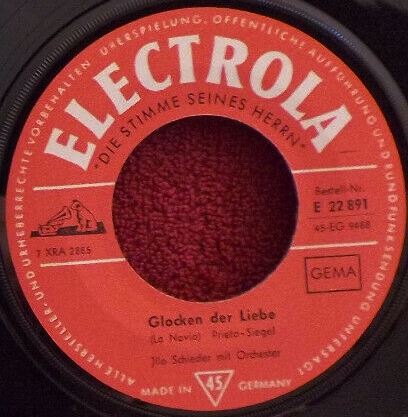 ALLE HERSTELLER- UND URHEBERRECHTE VORBEHALTEN ÜBERSPIELUNG, ÖFFENTLICHE AUFFÜHRUNG UND RUNDFUNKSENDUNG UNTERSAGT
ELECTROLA
"DIE STIMME SEINES HERRN"
Bestell-Nr.
E 22 891
45-EG 9488
7 XRA 2885
GEMA
Glocken der Liebe
(La Novia) Prieto-Siegel
Ilo Schieder mit Orchester
MADE IN 45 GERMANY